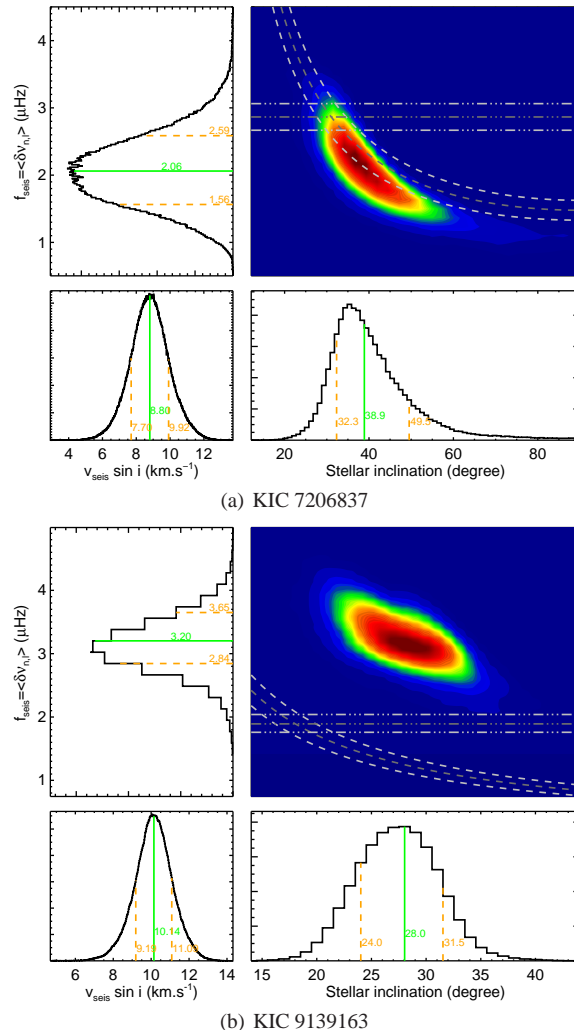 4
3
2
1
f_seis=<δν_n,l> (μHz)
2.59
2.06
1.56
8.80
7.70
9.92
4 6 8 10 12
v_seis sin i (km.s⁻¹)
32.3
38.9
49.5
20 40 60 80
Stellar inclination (degree)
(a) KIC 7206837
4
3
2
1
f_seis=<δν_n,l> (μHz)
3.65
3.20
2.84
10.14
9.19
6 8 10 12 14
v_seis sin i (km.s⁻¹)
24.0
28.0
31.5
15 20 25 30 35 40
Stellar inclination (degree)
(b) KIC 9139163